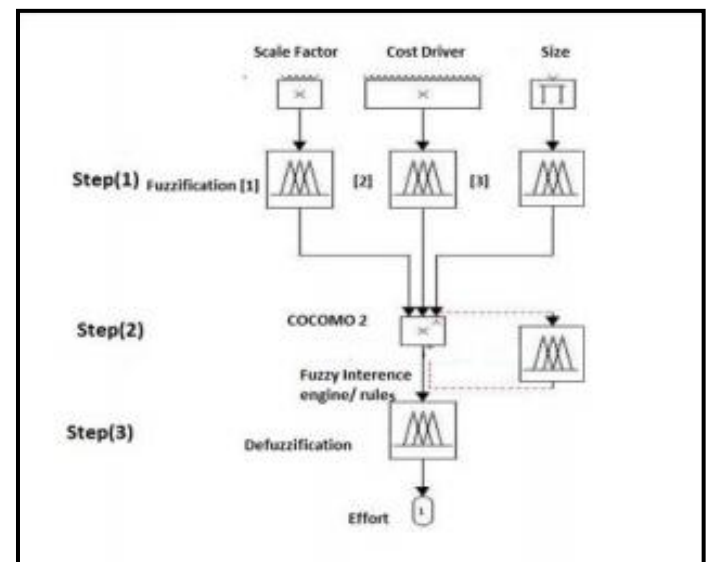 Scale Factor Cost Driver Size
Step(1) Fuzzification [1] [2] [3]
Step(2) COCOMO 2
Fuzzy Interence
engine/ rules
Step(3)
Defuzzification
Effort 1